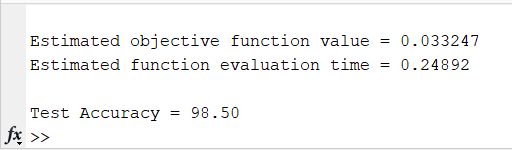 Estimated objective function value = 0.033247
Estimated function evaluation time = 0.24892
Test Accuracy = 98.50
fx >>